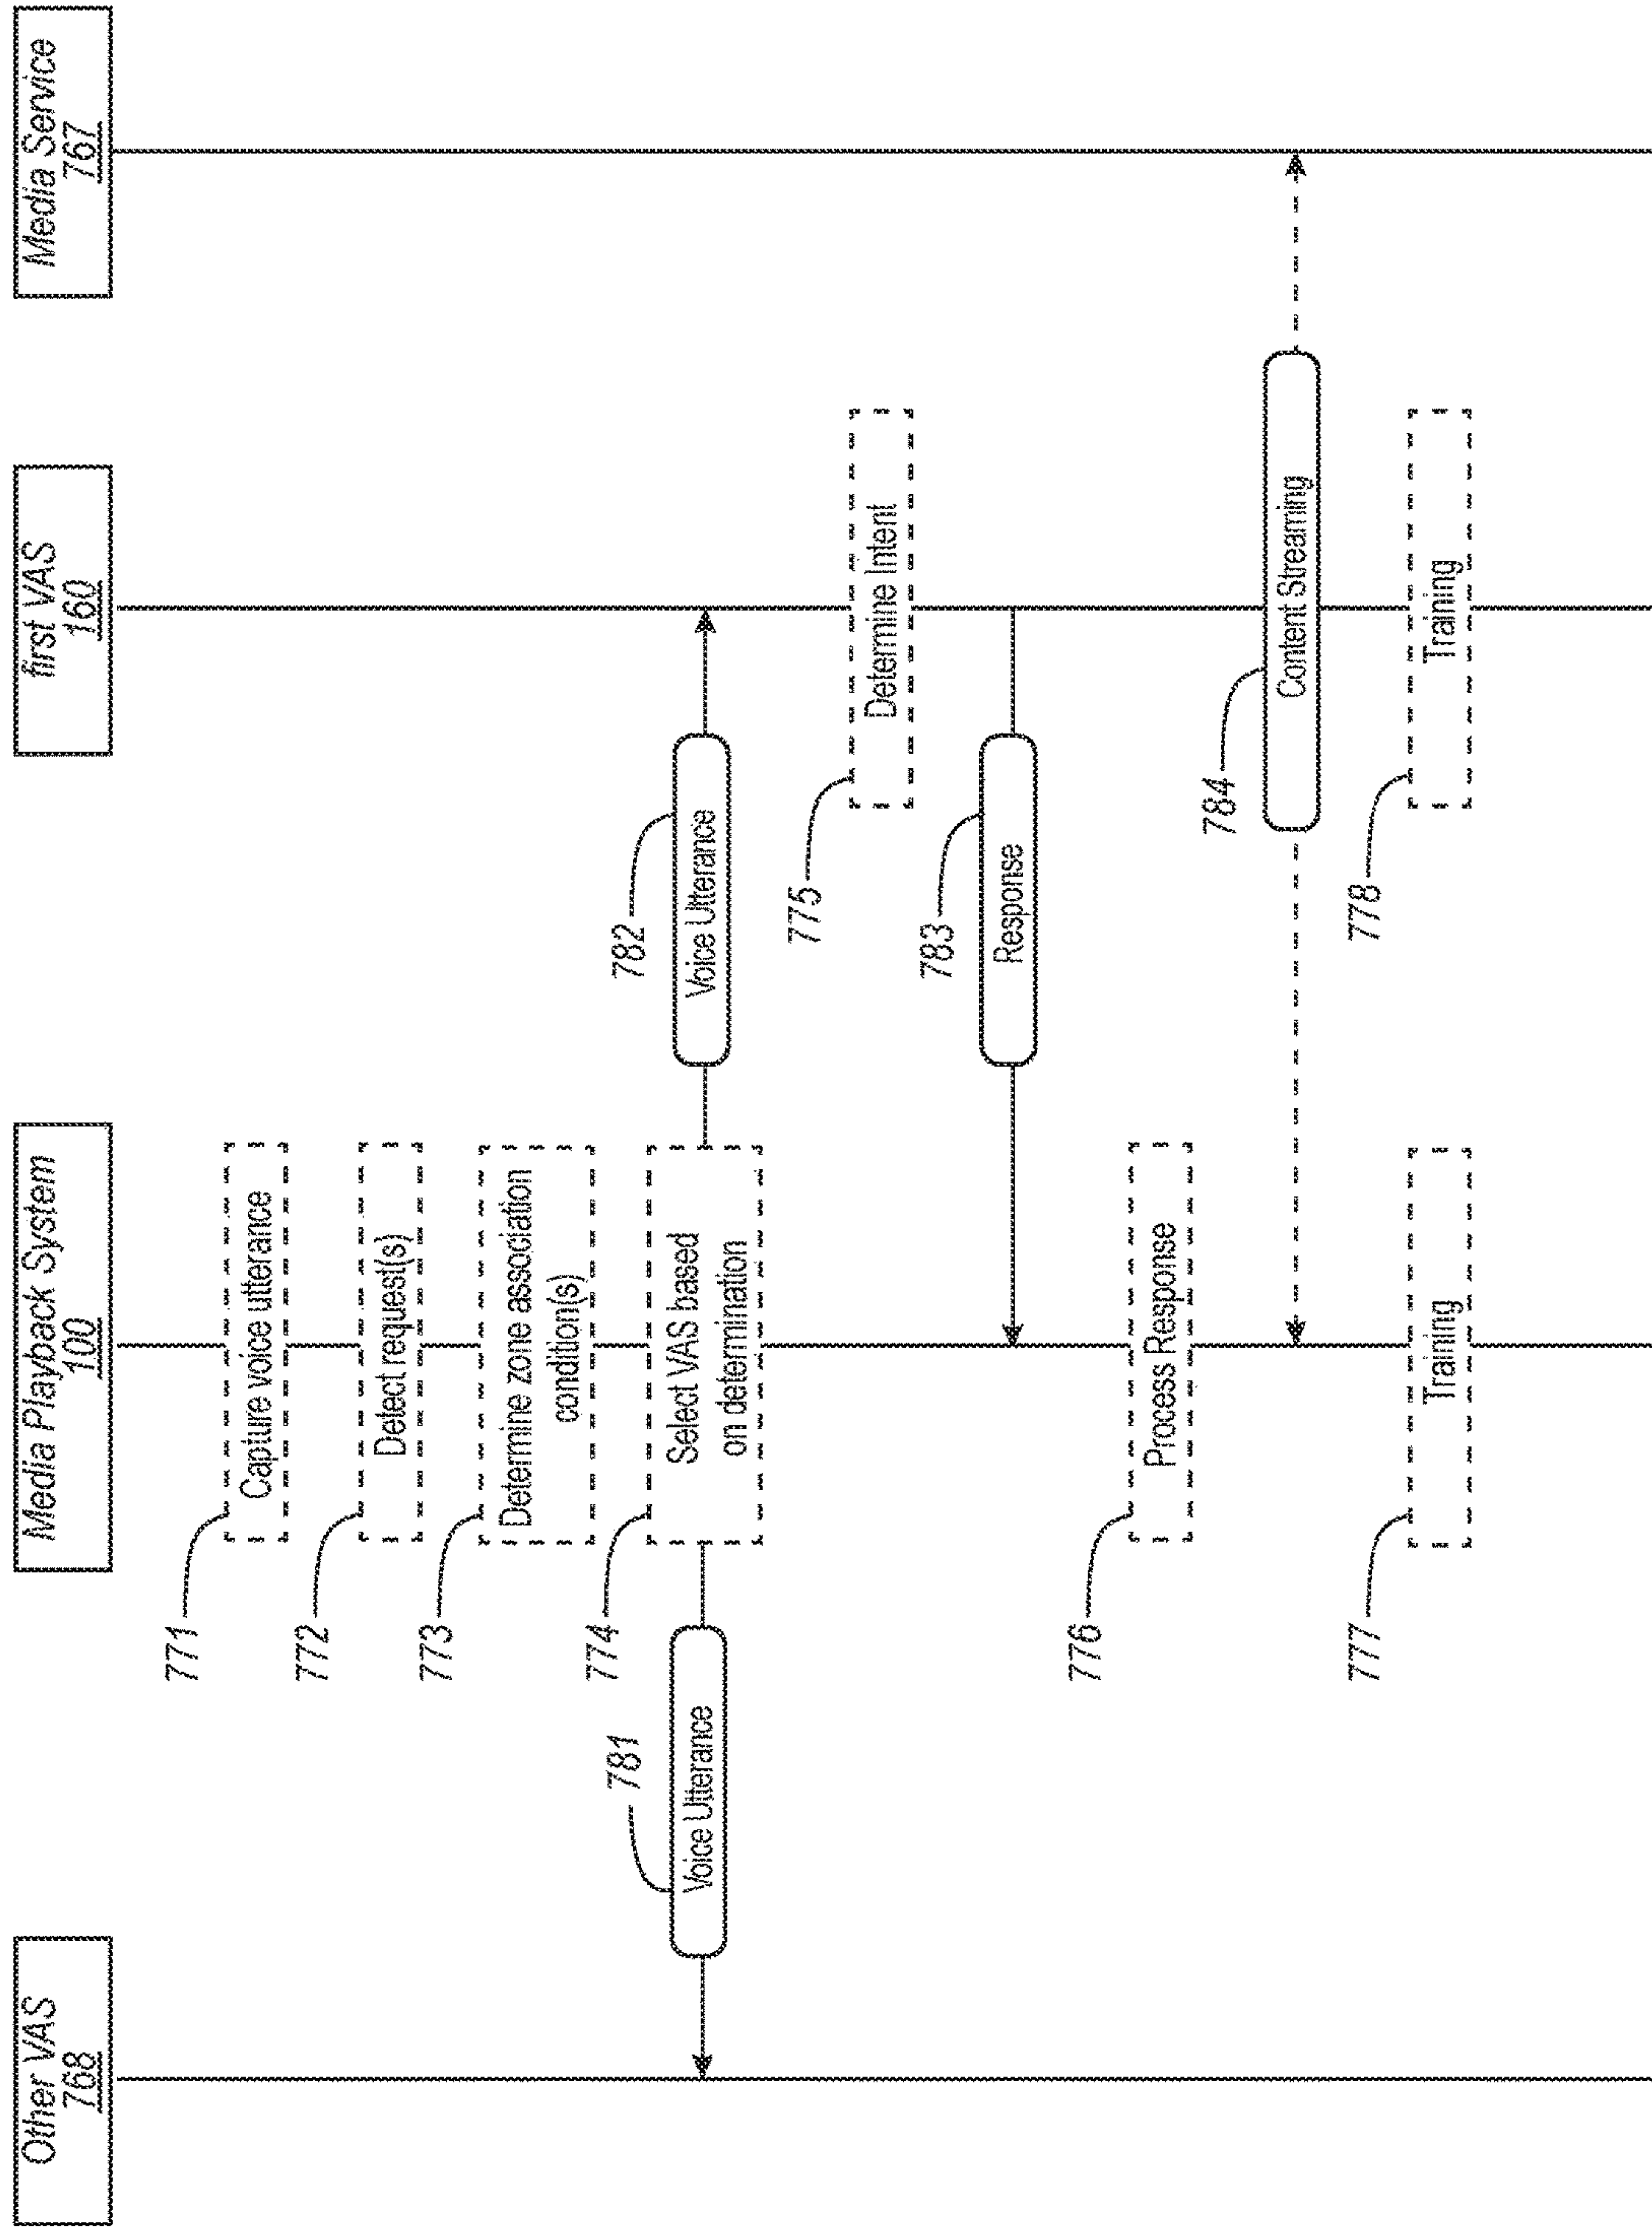 Other VAS
768
Media Playback System
100
first VAS
160
Media Service
767
771
Capture voice utterance
772
Detect request(s)
773
Determine zone association
condition(s)
774
Select VAS based
on determination
781
Voice Utterance
782
Voice Utterance
775
Determine Intent
783
Response
776
Process Response
784
Content Streaming
777
Training
778
Training